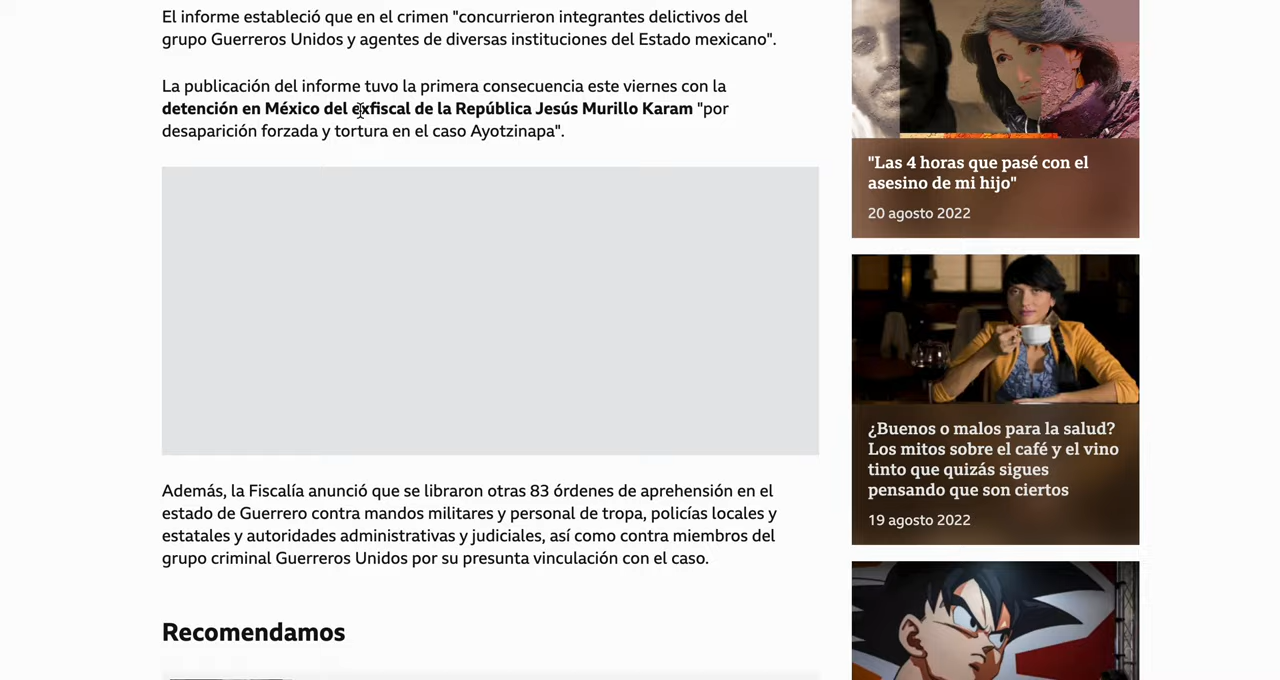 El informe estableció que en el crimen "concurrieron integrantes delictivos del
grupo Guerreros Unidos y agentes de diversas instituciones del Estado mexicano".
La publicación del informe tuvo la primera consecuencia este viernes con la
detención en México del exfiscal de la República Jesús Murillo Karam "por
desaparición forzada y tortura en el caso Ayotzinapa".
Además, la Fiscalía anunció que se libraron otras 83 órdenes de aprehensión en el
estado de Guerrero contra mandos militares y personal de tropa, policías locales y
estatales y autoridades administrativas y judiciales, así como contra miembros del
grupo criminal Guerreros Unidos por su presunta vinculación con el caso.
Recomendamos
"Las 4 horas que pasé con el
asesino de mi hijo"
20 agosto 2022
¿Buenos o malos para la salud?
Los mitos sobre el café y el vino
tinto que quizás sigues
pensando que son ciertos
19 agosto 2022